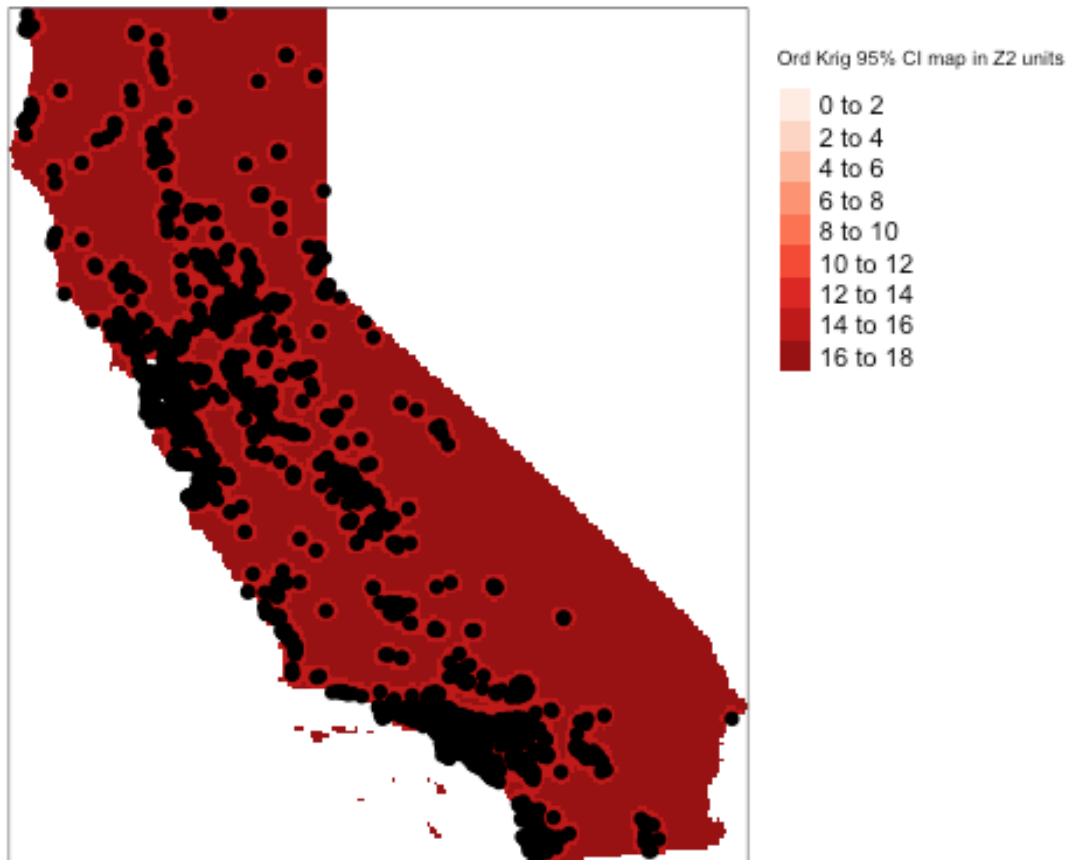 Ord Krig 95% CI map in Z2 units
0 to 2
2 to 4
4 to 6
6 to 8
8 to 10
10 to 12
12 to 14
14 to 16
16 to 18